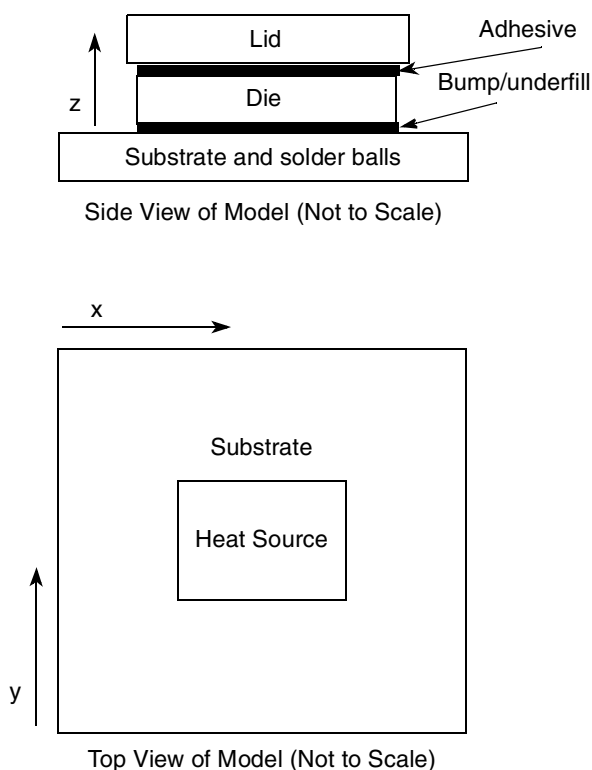 Lid
Adhesive
z
Die
Bump/underfill
Substrate and solder balls
Side View of Model (Not to Scale)
x
Substrate
Heat Source
y
Top View of Model (Not to Scale)